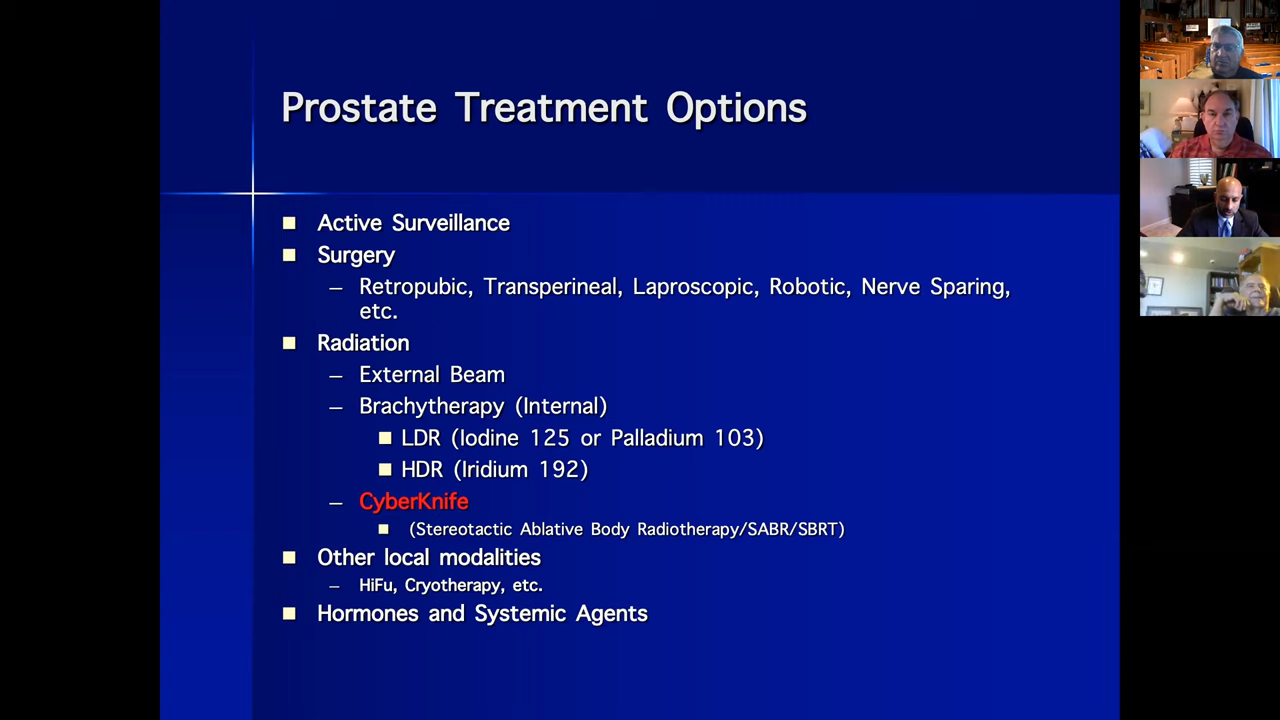 Prostate Treatment Options
Active Surveillance
Surgery
– Retropubic, Transperineal, Laproscopic, Robotic, Nerve Sparing,
etc.
Radiation
– External Beam
– Brachytherapy (Internal)
LDR (Iodine 125 or Palladium 103)
HDR (Iridium 192)
– CyberKnife
(Stereotactic Ablative Body Radiotherapy/SABR/SBRT)
Other local modalities
– HiFu, Cryotherapy, etc.
Hormones and Systemic Agents